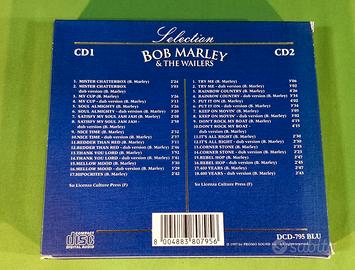 Selection
CD1
BOB MARLEY
& THE WAILERS
CD2
1. MISTER CHATTERBOX (B. Marley) 2'24
2. MISTER CHATTERBOX
dub version (B. Marley)
3. MY CUP (B. Marley)
4. MY CUP - dub version (B. Marley)
5. SOUL ALMIGHTY (B. Marley)
6. SOUL ALMIGHTY - dub version (B. Marley)
7. SATISFY MY SOUL JAH JAH (B. Marley)
8. SATISFY MY SOUL JAH JAH
dub version (B. Marley)
9. NICE TIME (B. Marley)
10. NICE TIME - dub version (B. Marley)
11. REDDER THAN RED (B. Marley)
12. REDDER THAN RED - dub version (B. Marley)
13. THANK YOU LORD (B. Marley)
14. THANK YOU LORD - dub version (B. Marley)
15. MELLOW MOOD (B. Marley)
16. MELLOW MOOD - dub version (B. Marley)
17. HIPOCRITES (B. Marley)
Su Licenza Culture Press (F)
1. TRY ME (B. Marley)
2. TRY ME - dub version (B. Marley)
3. RAINBOW COUNTRY (B. Marley)
4. RAINBOW COUNTRY - dub version (B. Marley)
5. PUT IT ON (B. Marley)
6. PUT IT ON - dub version (B. Marley)
7. KEEP ON MOVIN' (B. Marley)
8. KEEP ON MOVIN' - dub version (B. Marley)
9. DON'T ROCK MY BOAT (B. Marley)
10. DON'T ROCK MY BOAT
dub version (B. Marley)
11. IT'S ALL RIGHT (B. Marley)
12. IT'S ALL RIGHT - dub version (B. Marley)
13. CORNER STONE (B. Marley)
14. CORNER STONE - dub version (B. Marley)
15. REBEL HOP (B. Marley)
16. REBEL HOP - dub version (B. Marley)
17. 400 YEARS (B. Marley)
18. 400 YEARS - dub version (B. Marley)
Su Licenza Culture Press (F)
COMPACT
disc
DIGITAL AUDIO
8 004883 807956
DCD-795 BLU